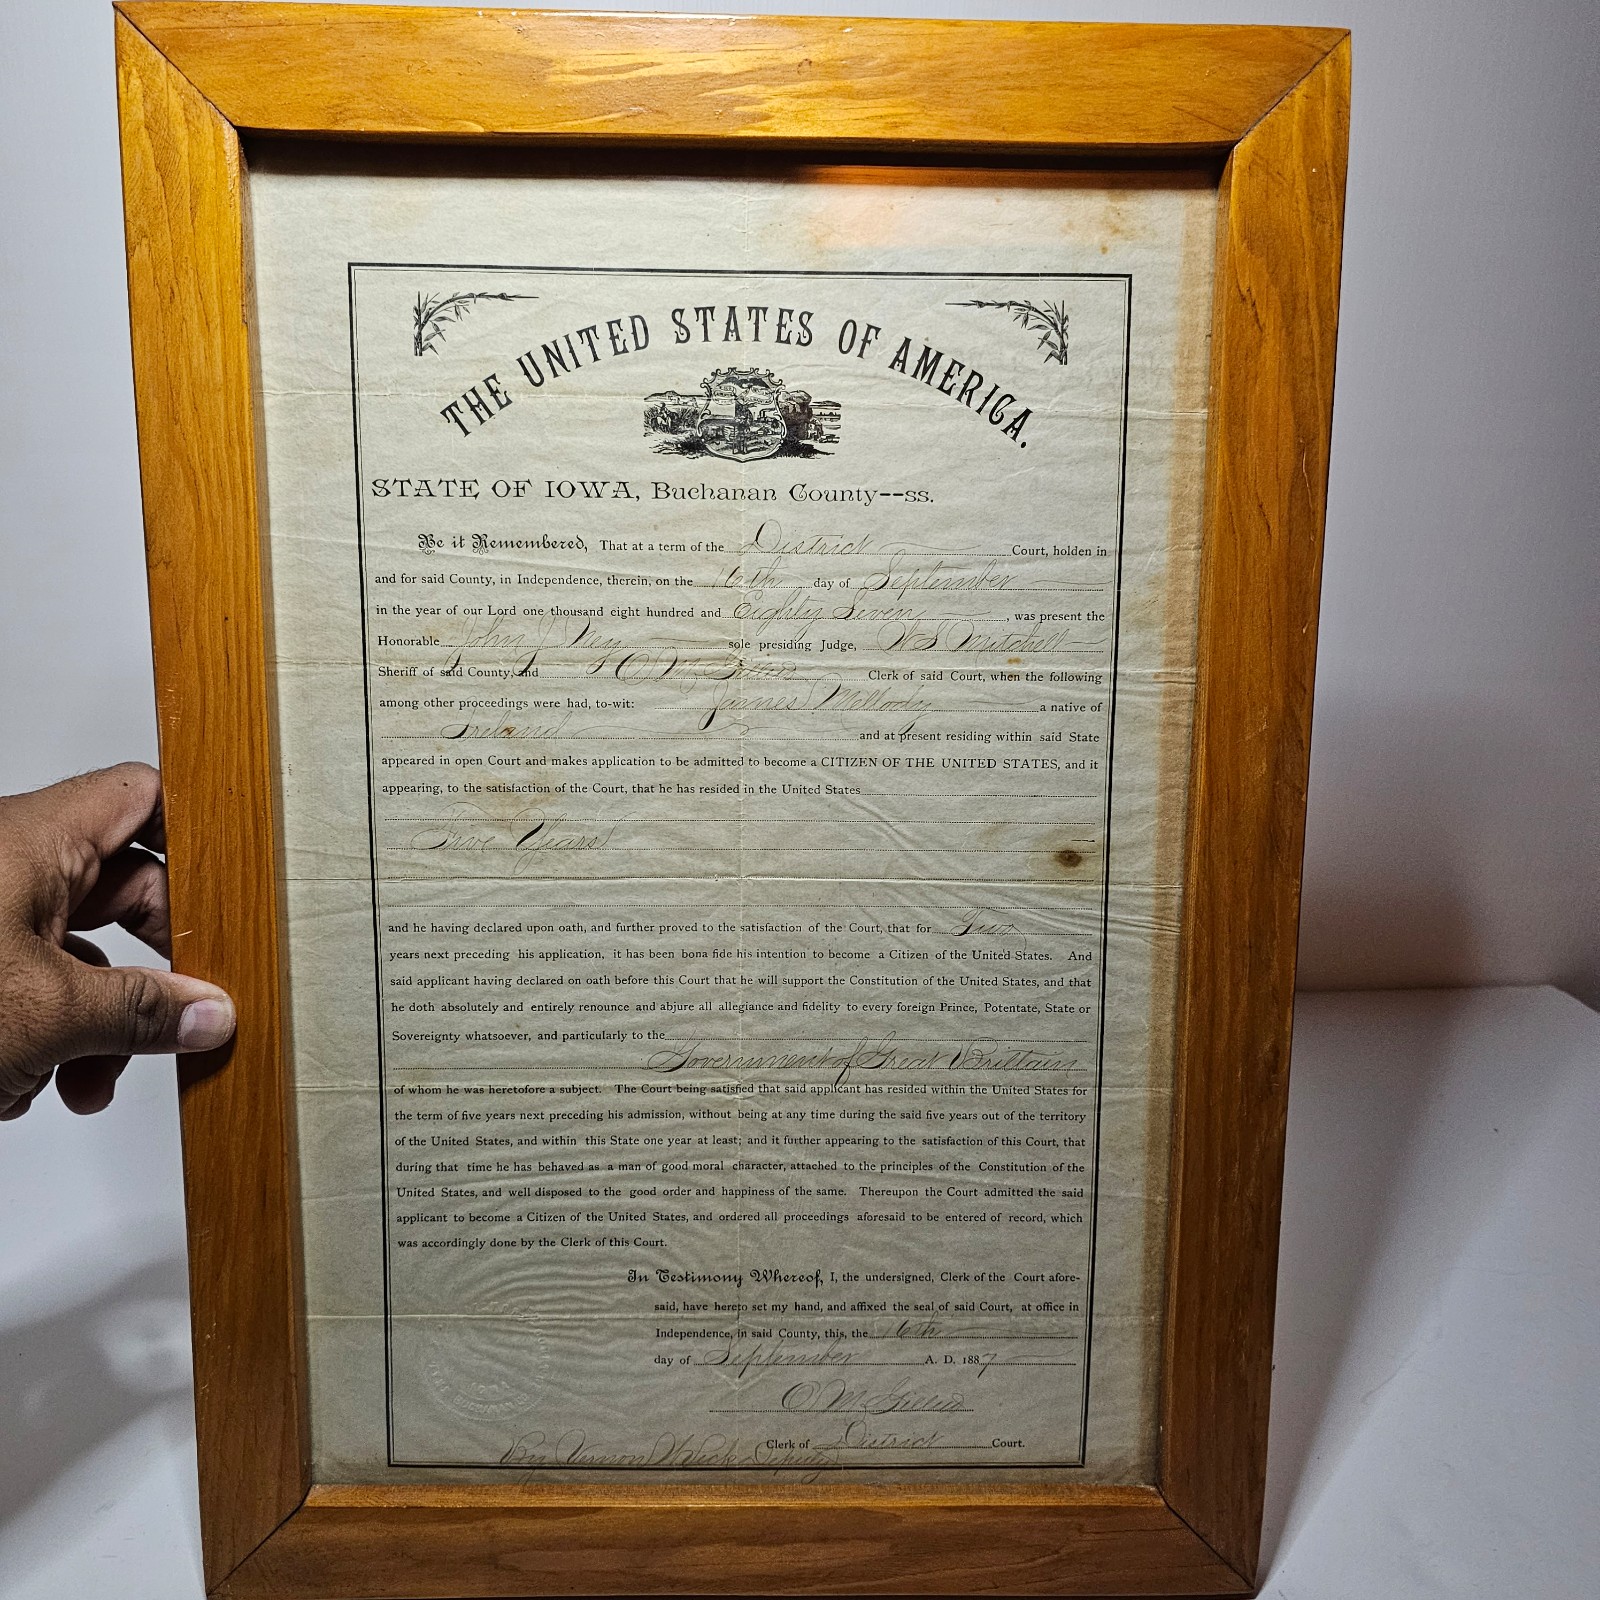 THE UNITED STATES OF AMERICA.
STATE OF IOWA, Buchanan County--ss.
Be it Remembered, That at a term of the District Court, holden in
and for said County, in Independence, therein, on the 16th day of September
in the year of our Lord one thousand eight hundred and Eighty Seven, was present the
Honorable John J. Ney sole presiding Judge, W S Mitchell
Sheriff of said County, and O M Clerk of said Court, when the following
among other proceedings were had, to-wit: James a native of
Ireland and at present residing within said State
appeared in open Court and makes application to be admitted to become a CITIZEN OF THE UNITED STATES, and it
appearing, to the satisfaction of the Court, that he has resided in the United States
Five Years
and he having declared upon oath, and further proved to the satisfaction of the Court, that for Two
years next preceding his application, it has been bona fide his intention to become a Citizen of the United States. And
said applicant having declared on oath before this Court that he will support the Constitution of the United States, and that
he doth absolutely and entirely renounce and abjure all allegiance and fidelity to every foreign Prince, Potentate, State or
Sovereignty whatsoever, and particularly to the
Government of Great Brittain
of whom he was heretofore a subject. The Court being satisfied that said applicant has resided within the United States for
the term of five years next preceding his admission, without being at any time during the said five years out of the territory
of the United States, and within this State one year at least; and it further appearing to the satisfaction of this Court, that
during that time he has behaved as a man of good moral character, attached to the principles of the Constitution of the
United States, and well disposed to the good order and happiness of the same. Thereupon the Court admitted the said
applicant to become a Citizen of the United States, and ordered all proceedings aforesaid to be entered of record, which
was accordingly done by the Clerk of this Court.
In Testimony Whereof, I, the undersigned, Clerk of the Court afore-
said, have hereto set my hand, and affixed the seal of said Court, at office in
Independence, in said County, this, the 16th
day of September A. D. 1887
O M
Clerk of District Court.
By Deputy